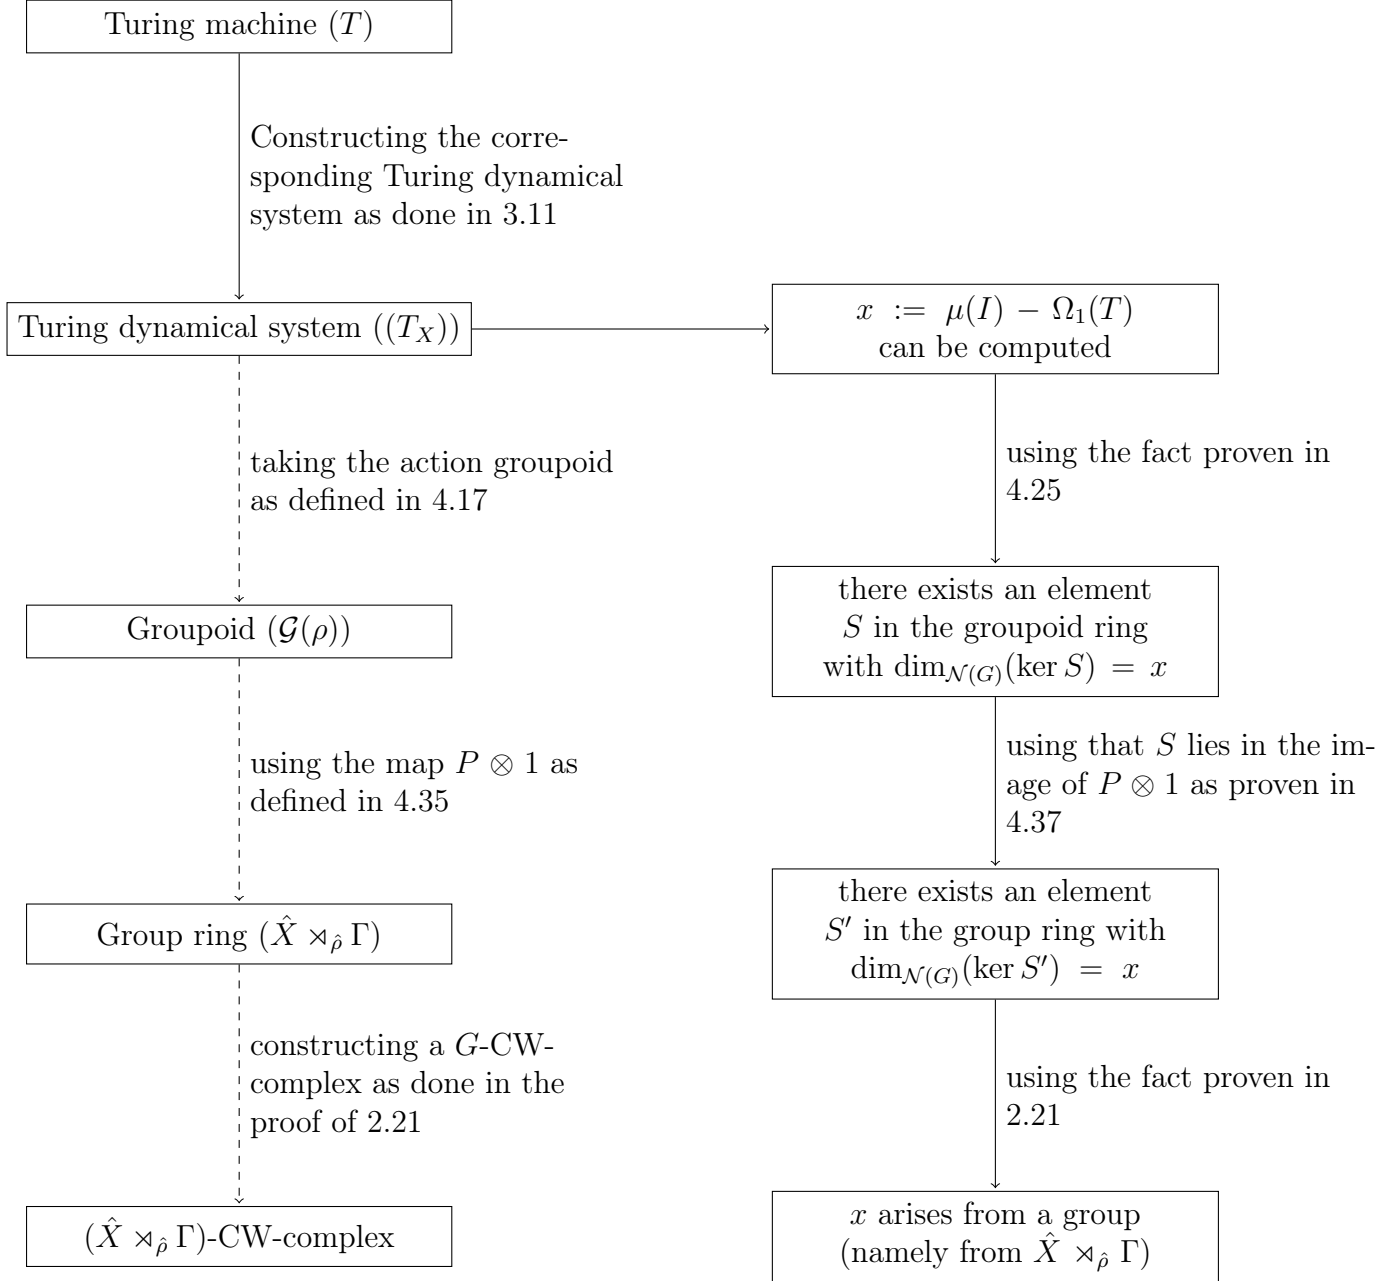 Turing machine (T)
Constructing the corre-
sponding Turing dynamical
system as done in 3.11
Turing dynamical system ((T_X))
x := μ(I) − Ω₁(T)
can be computed
taking the action groupoid
as defined in 4.17
using the fact proven in
4.25
Groupoid (𝒢(ρ))
there exists an element
S in the groupoid ring
with dim_{𝒩(G)}(ker S) = x
using the map P ⊗ 1 as
defined in 4.35
using that S lies in the im-
age of P ⊗ 1 as proven in
4.37
Group ring (X̂ ⋊_ρ̂ Γ)
there exists an element
S′ in the group ring with
dim_{𝒩(G)}(ker S′) = x
constructing a G-CW-
complex as done in the
proof of 2.21
using the fact proven in
2.21
(X̂ ⋊_ρ̂ Γ)-CW-complex
x arises from a group
(namely from X̂ ⋊_ρ̂ Γ)